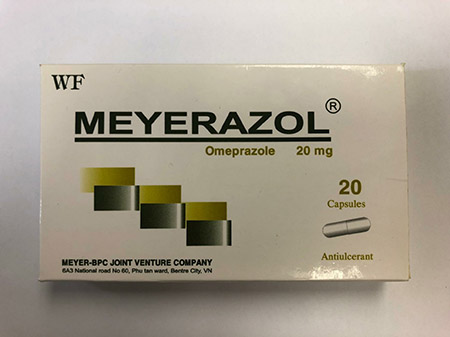 WF
MEYERAZOL®
Omeprazole 20 mg
20
Capsules
Antiulcerant
MEYER-BPC JOINT VENTURE COMPANY
6A3 National road No 60, Phu tan ward, Bentre City, VN